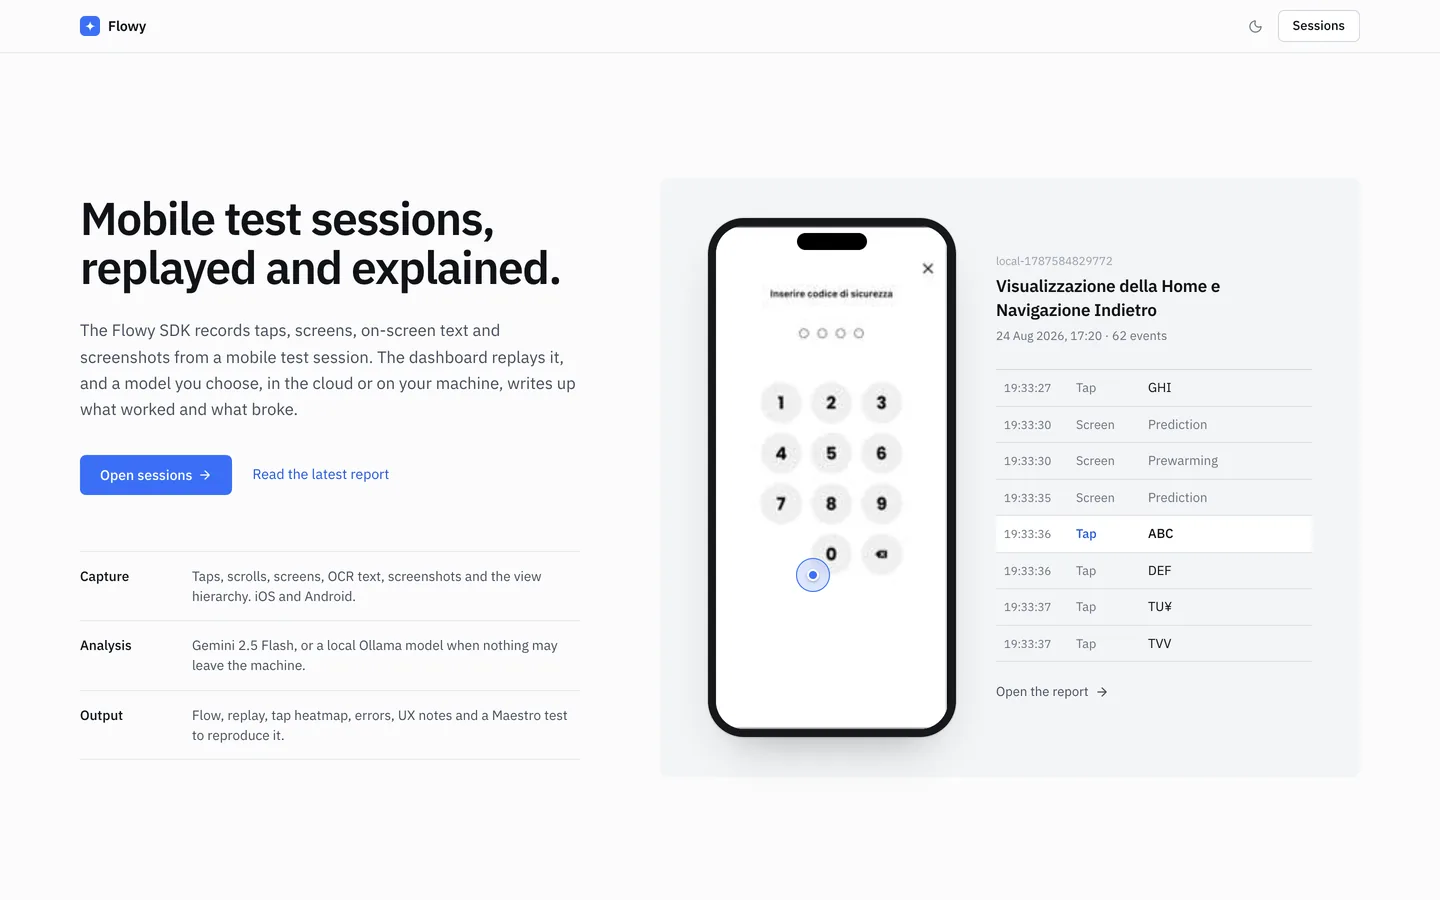 Flowy
Sessions
Mobile test sessions,
replayed and explained.
The Flowy SDK records taps, screens, on-screen text and
screenshots from a mobile test session. The dashboard replays it,
and a model you choose, in the cloud or on your machine, writes up
what worked and what broke.
Open sessions →
Read the latest report
Capture
Taps, scrolls, screens, OCR text, screenshots and the view
hierarchy. iOS and Android.
Analysis
Gemini 2.5 Flash, or a local Ollama model when nothing may
leave the machine.
Output
Flow, replay, tap heatmap, errors, UX notes and a Maestro test
to reproduce it.
Inserire codice di sicurezza
1 2 3
4 5 6
7 8 9
0
local-1787584829772
Visualizzazione della Home e
Navigazione Indietro
24 Aug 2026, 17:20 · 62 events
19:33:27 Tap GHI
19:33:30 Screen Prediction
19:33:30 Screen Prewarming
19:33:35 Screen Prediction
19:33:36 Tap ABC
19:33:36 Tap DEF
19:33:37 Tap TU¥
19:33:37 Tap TVV
Open the report →